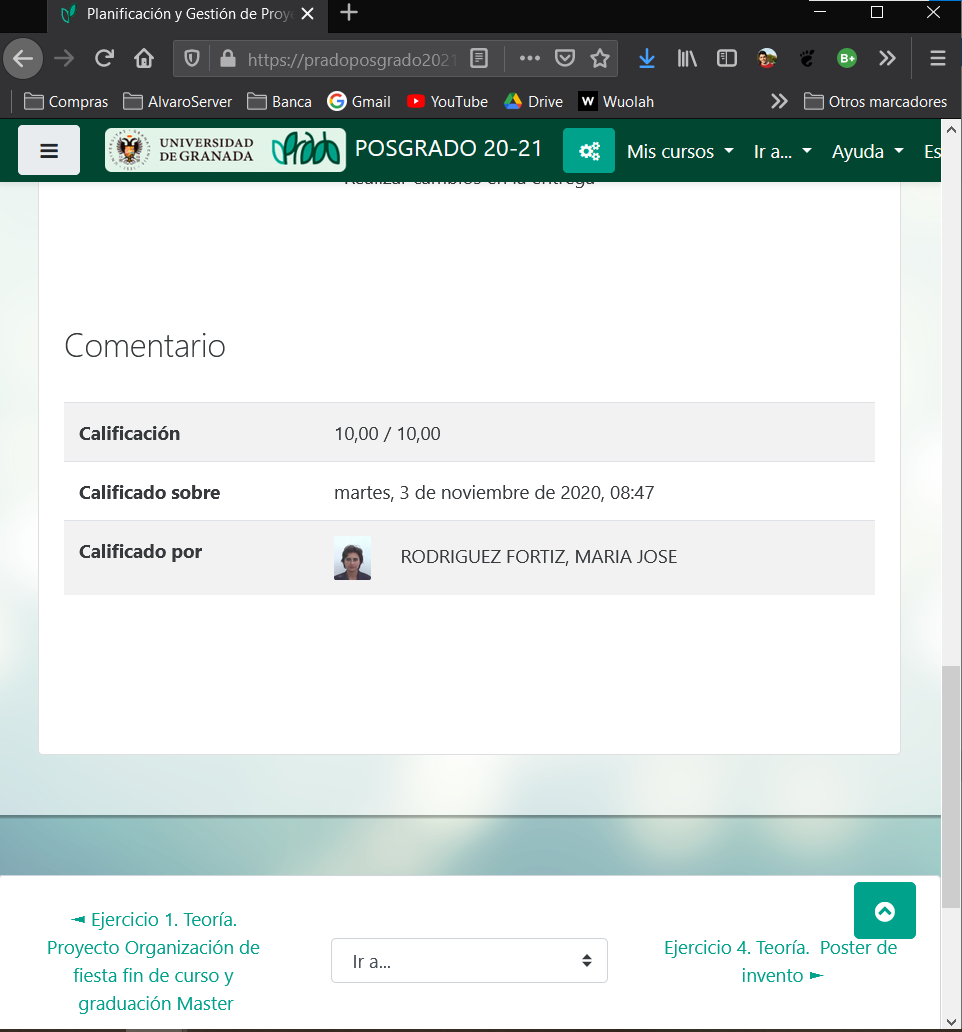 Planificación y Gestión de Proy
https://pradoposgrado2021
Compras AlvaroServer Banca Gmail YouTube Drive Wuolah Otros marcadores
UNIVERSIDAD DE GRANADA prado POSGRADO 20-21 Mis cursos Ir a... Ayuda Es
Realizar cambios en la entrega
Comentario
Calificación 10,00 / 10,00
Calificado sobre martes, 3 de noviembre de 2020, 08:47
Calificado por RODRIGUEZ FORTIZ, MARIA JOSE
◄ Ejercicio 1. Teoría.
Proyecto Organización de
fiesta fin de curso y
graduación Master
Ir a...
Ejercicio 4. Teoría. Poster de
invento ►